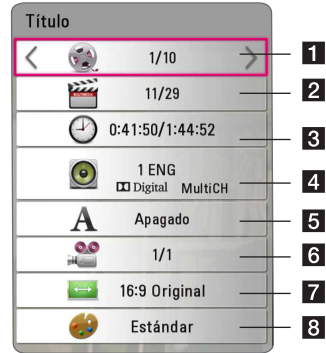 Título
1/10 1
11/29 2
0:41:50/1:44:52 3
1 ENG
Digital MultiCH 4
A Apagado 5
1/1 6
16:9 Original 7
Estándar 8